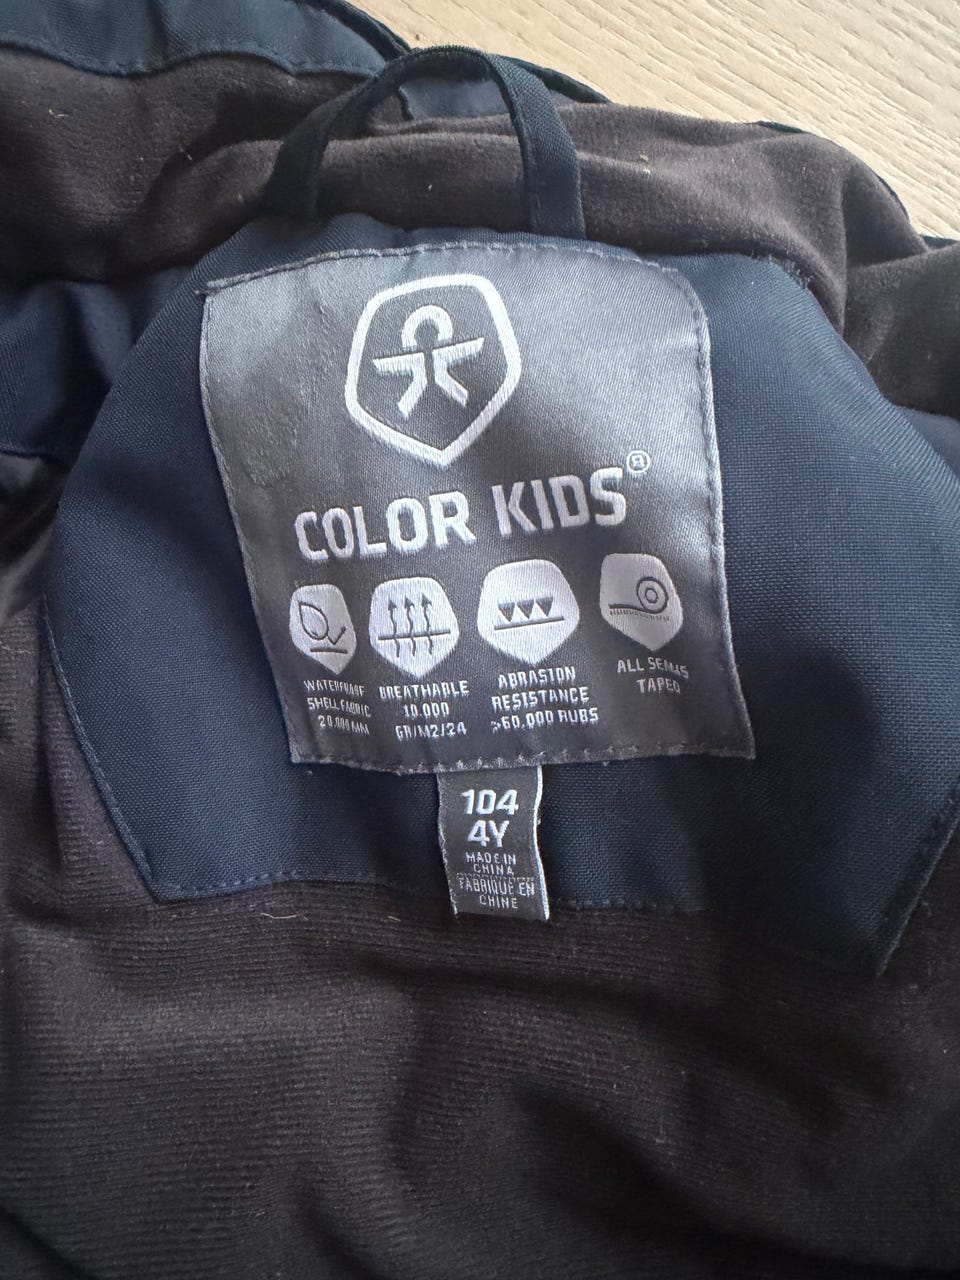 COLOR KIDS®
WATERPROOF
SHELL FABRIC
20.000 MM
BREATHABLE
10.000
GR/M2/24
ABRASION
RESISTANCE
>60.000 RUBS
ALL SEAMS
TAPED
104
4Y
MADE IN
CHINA
FABRIQUÉ EN
CHINE